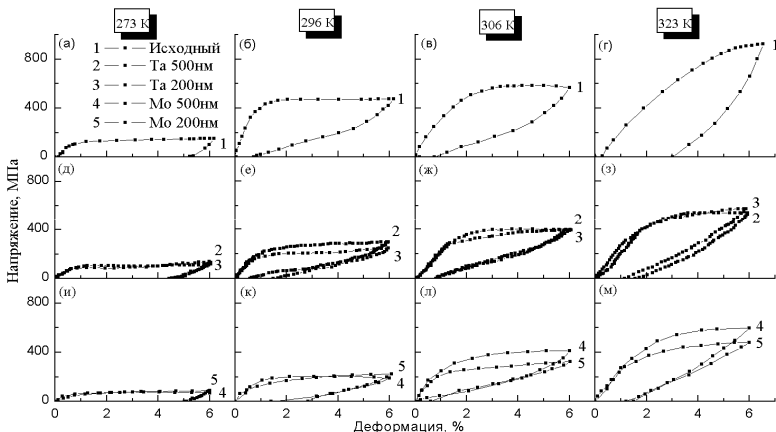 273 K 296 K 306 K 323 K
(а) (б) (в) (г)
1 Исходный
2 Ta 500нм
3 Ta 200нм
4 Mo 500нм
5 Mo 200нм
800
400
0
1 1 1 1
(д) (е) (ж) (з)
800
400
0
2 3 2 3 2 3 3 2
(и) (к) (л) (м)
800
400
0
5 4 5 4 4 5 4 5
0 2 4 6 0 2 4 6 0 2 4 6 0 2 4 6
Напряжение, МПа
Деформация, %